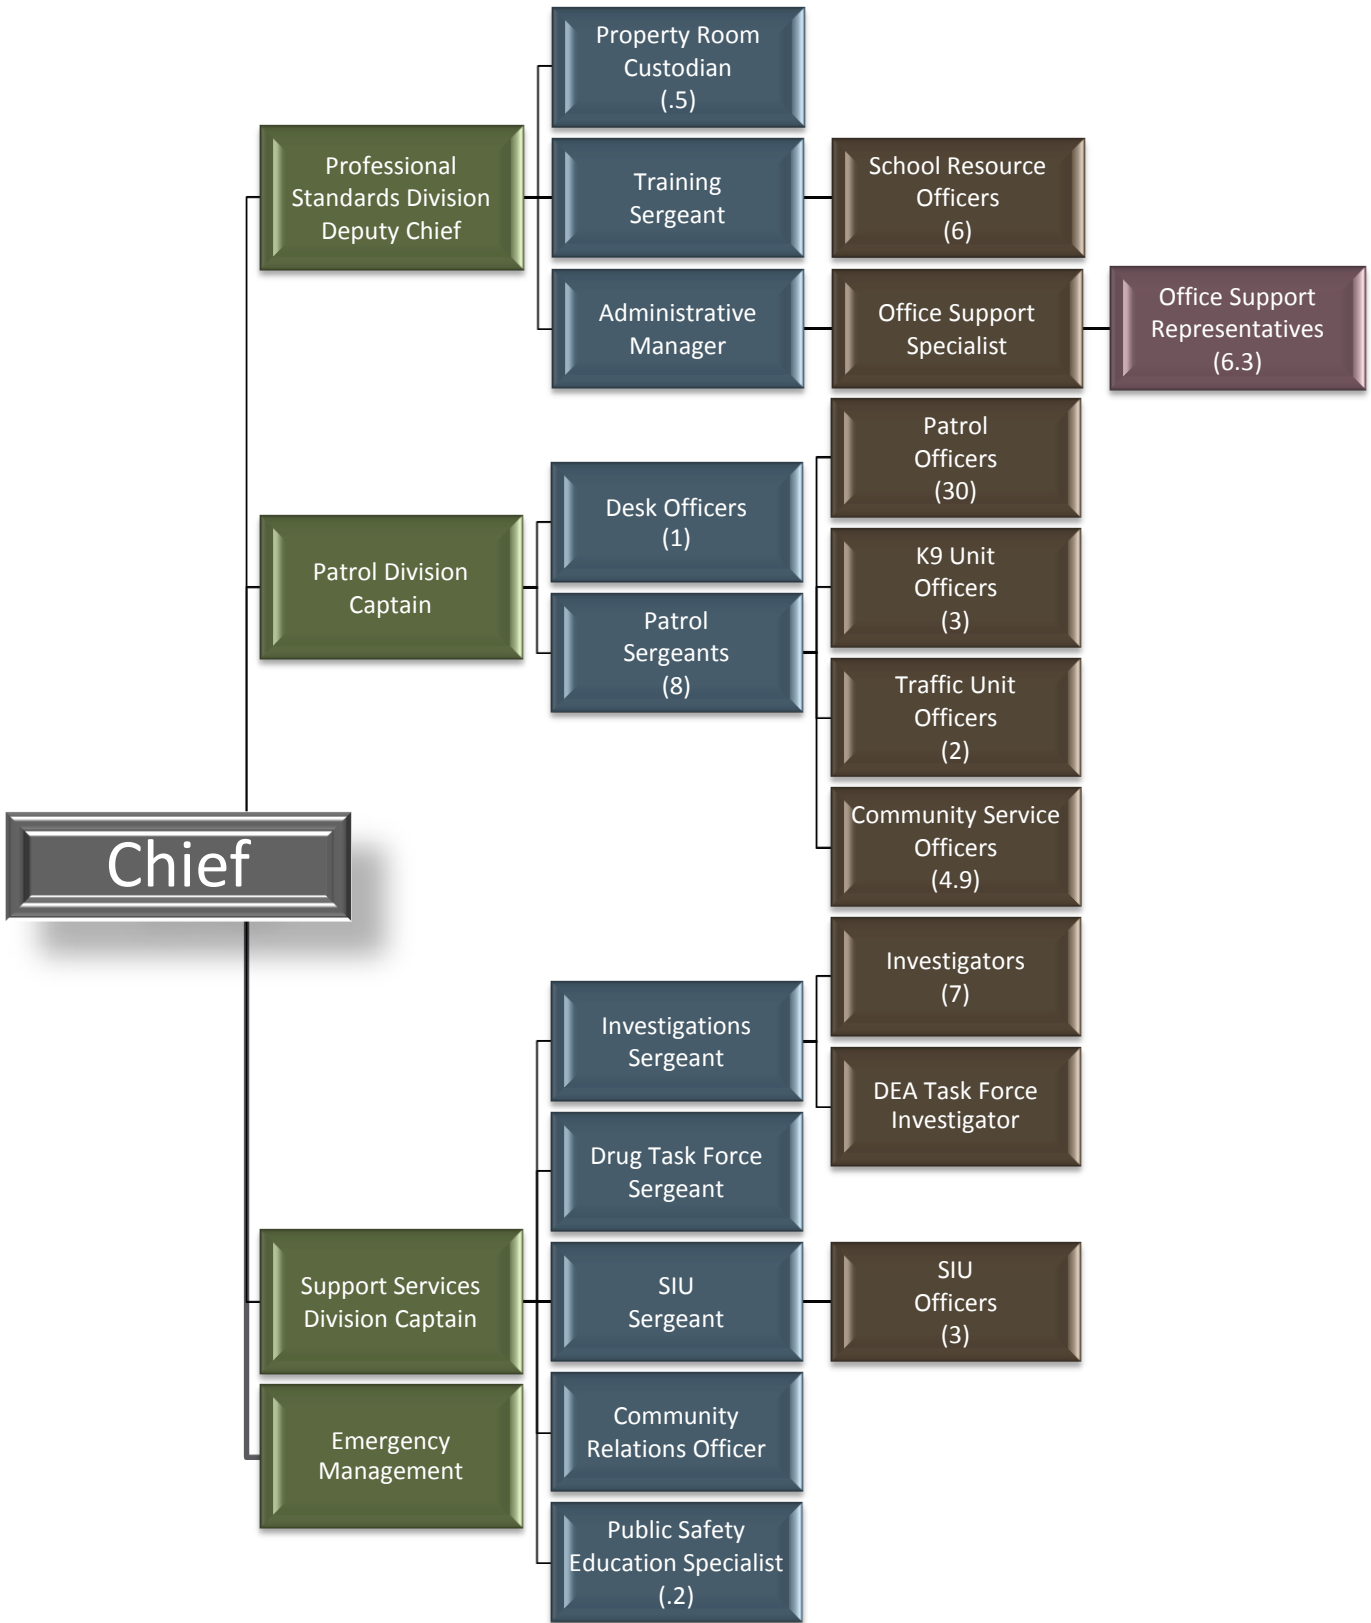 Property Room
Custodian
(.5)
Professional
Standards Division
Deputy Chief
Training
Sergeant
School Resource
Officers
(6)
Administrative
Manager
Office Support
Specialist
Office Support
Representatives
(6.3)
Patrol
Officers
(30)
Desk Officers
(1)
K9 Unit
Officers
(3)
Patrol Division
Captain
Patrol
Sergeants
(8)
Traffic Unit
Officers
(2)
Community Service
Officers
(4.9)
Chief
Investigators
(7)
Investigations
Sergeant
DEA Task Force
Investigator
Drug Task Force
Sergeant
Support Services
Division Captain
SIU
Sergeant
SIU
Officers
(3)
Emergency
Management
Community
Relations Officer
Public Safety
Education Specialist
(.2)